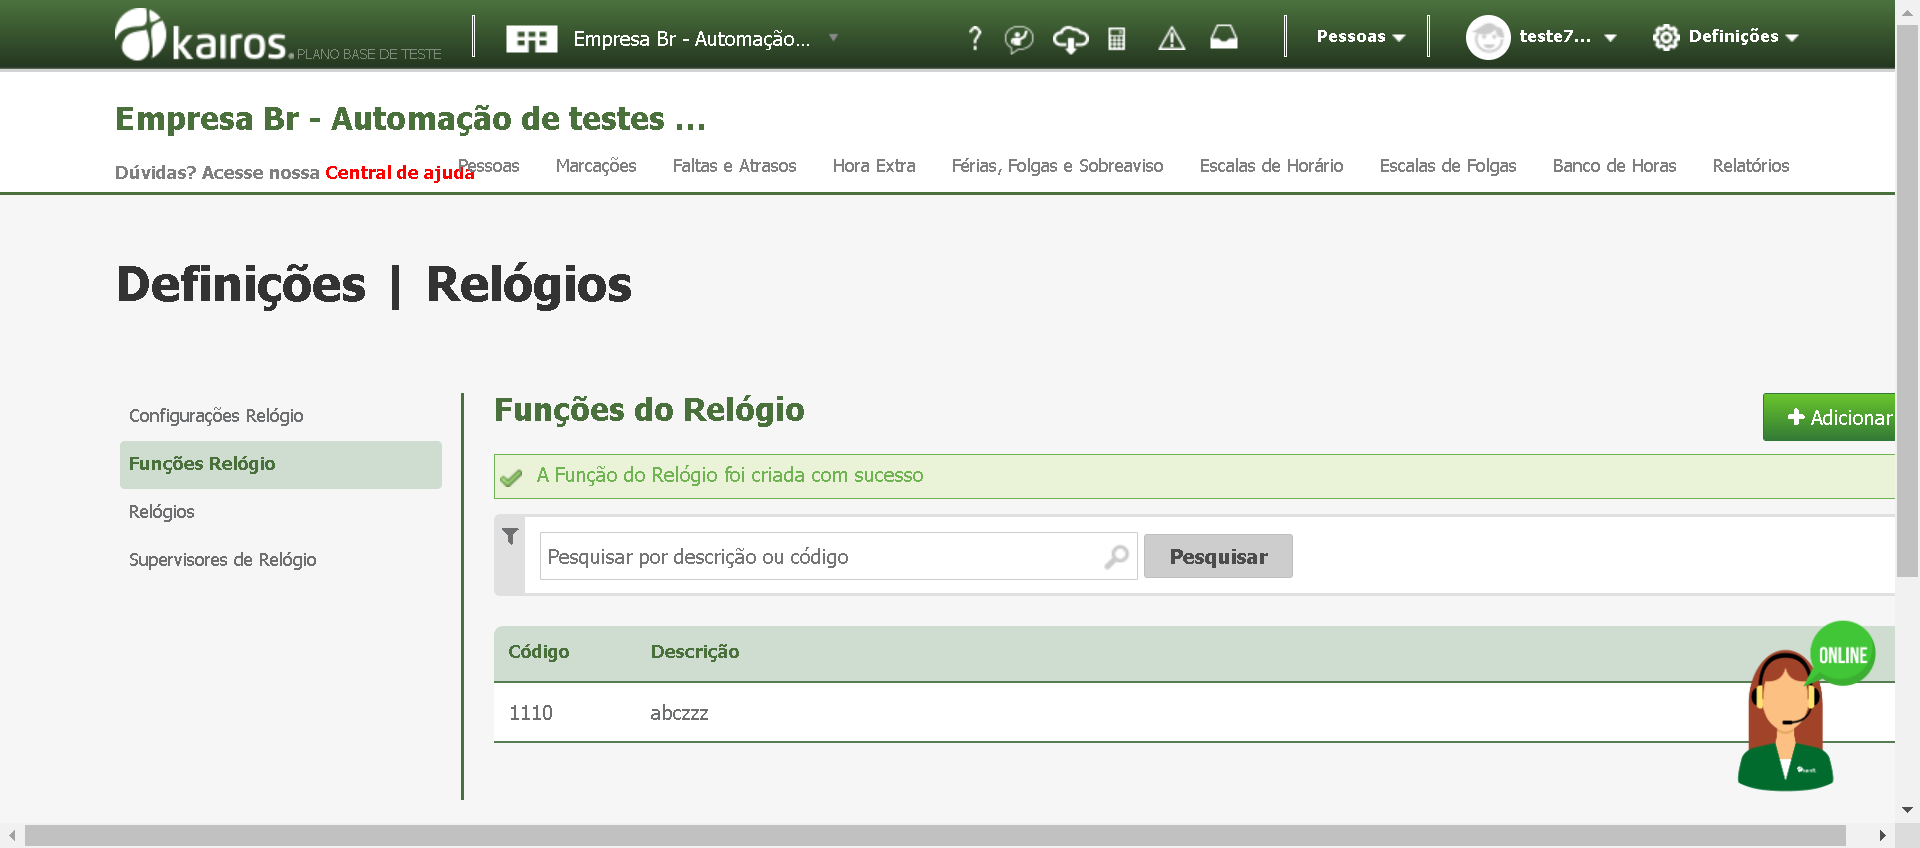 kairos. PLANO BASE DE TESTE
Empresa Br - Automação...
?
Pessoas
teste7...
Definições
Empresa Br - Automação de testes ...
Dúvidas? Acesse nossa Central de ajuda
Pessoas Marcações Faltas e Atrasos Hora Extra Férias, Folgas e Sobreaviso Escalas de Horário Escalas de Folgas Banco de Horas Relatórios
Definições | Relógios
Configurações Relógio
Funções Relógio
Relógios
Supervisores de Relógio
Funções do Relógio
Adicionar
A Função do Relógio foi criada com sucesso
Pesquisar por descrição ou código
Pesquisar
Código Descrição
1110 abczzz
ONLINE